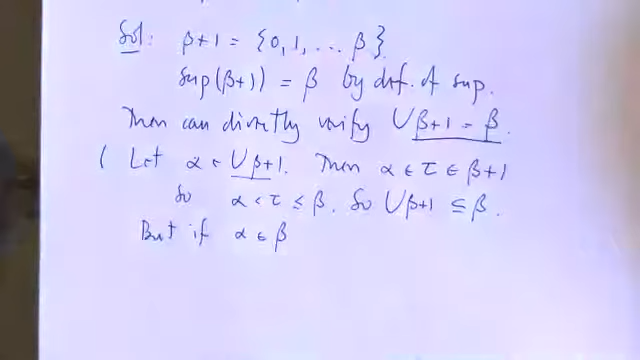 Sol: β+1 = {0, 1, ... β}.
sup(β+1) = β by def. of sup.
Then can directly verify ∪β+1 = β.
( Let α ∈ ∪β+1. Then α ∈ τ ∈ β+1
So α < τ ≤ β. So ∪β+1 ⊆ β.
But if α ∈ β